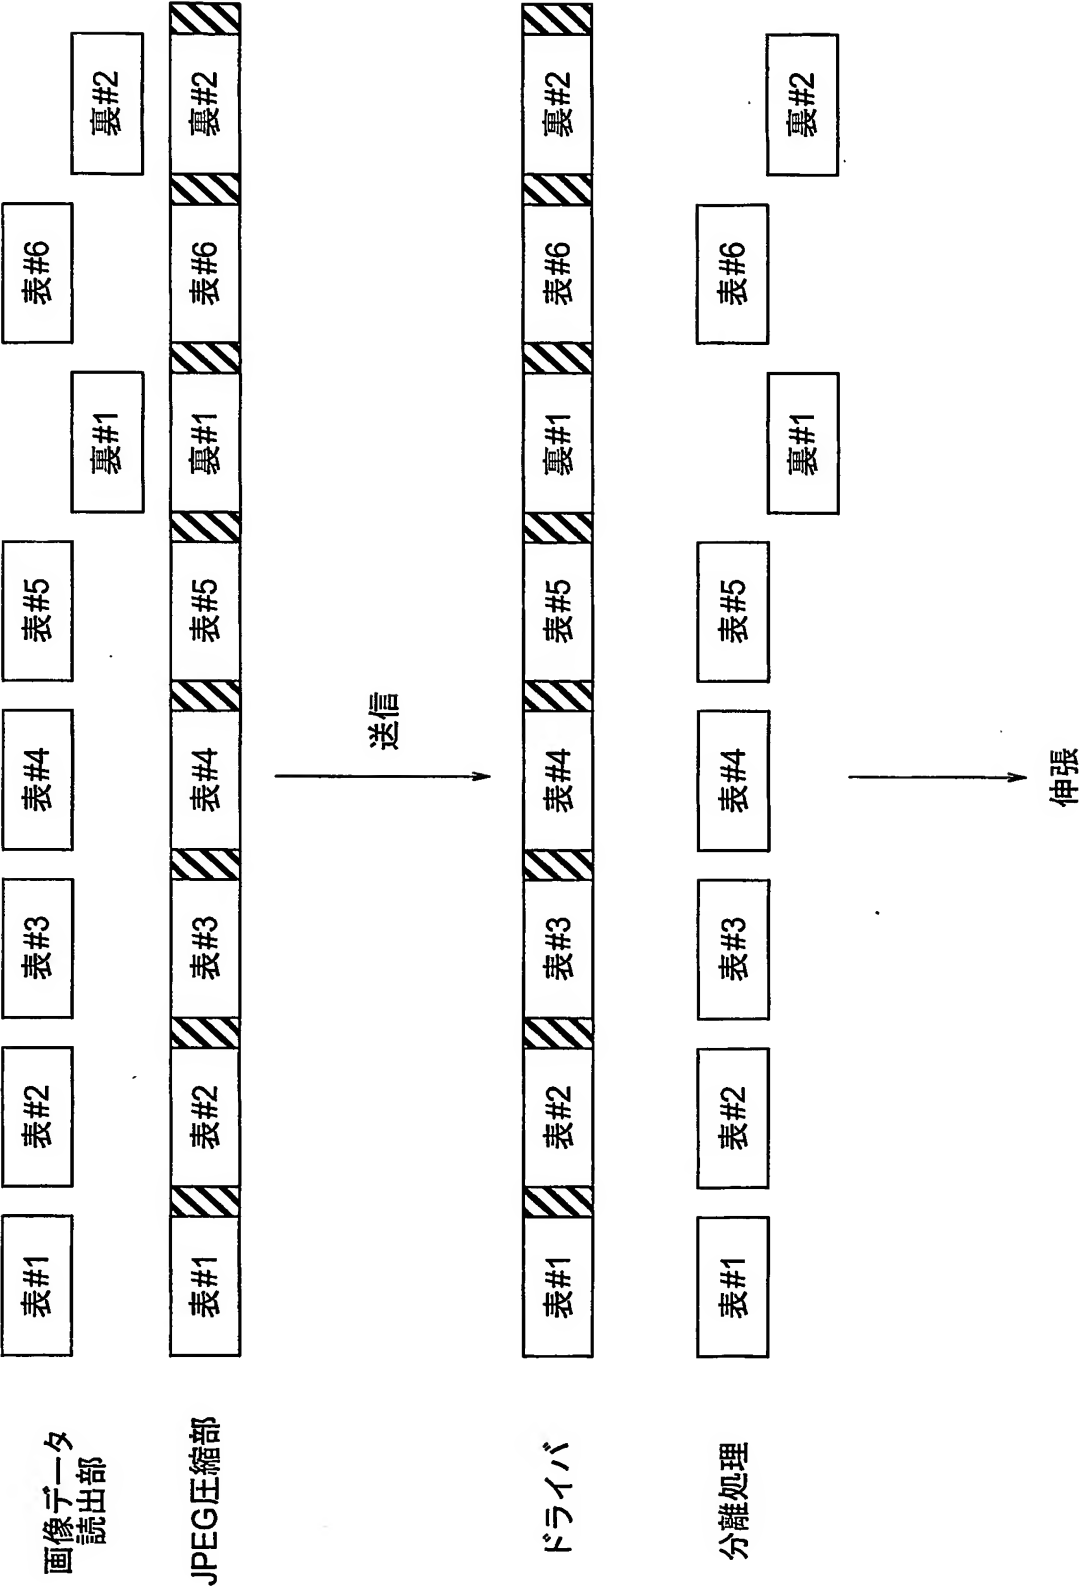 画像データ
読出部
表#1
表#2
表#3
表#4
表#5
裏#1
表#6
裏#2
JPEG圧縮部
表#1
表#2
表#3
表#4
表#5
裏#1
表#6
裏#2
送信
ドライバ
表#1
表#2
表#3
表#4
表#5
裏#1
表#6
裏#2
分離処理
表#1
表#2
表#3
表#4
表#5
裏#1
表#6
裏#2
伸張